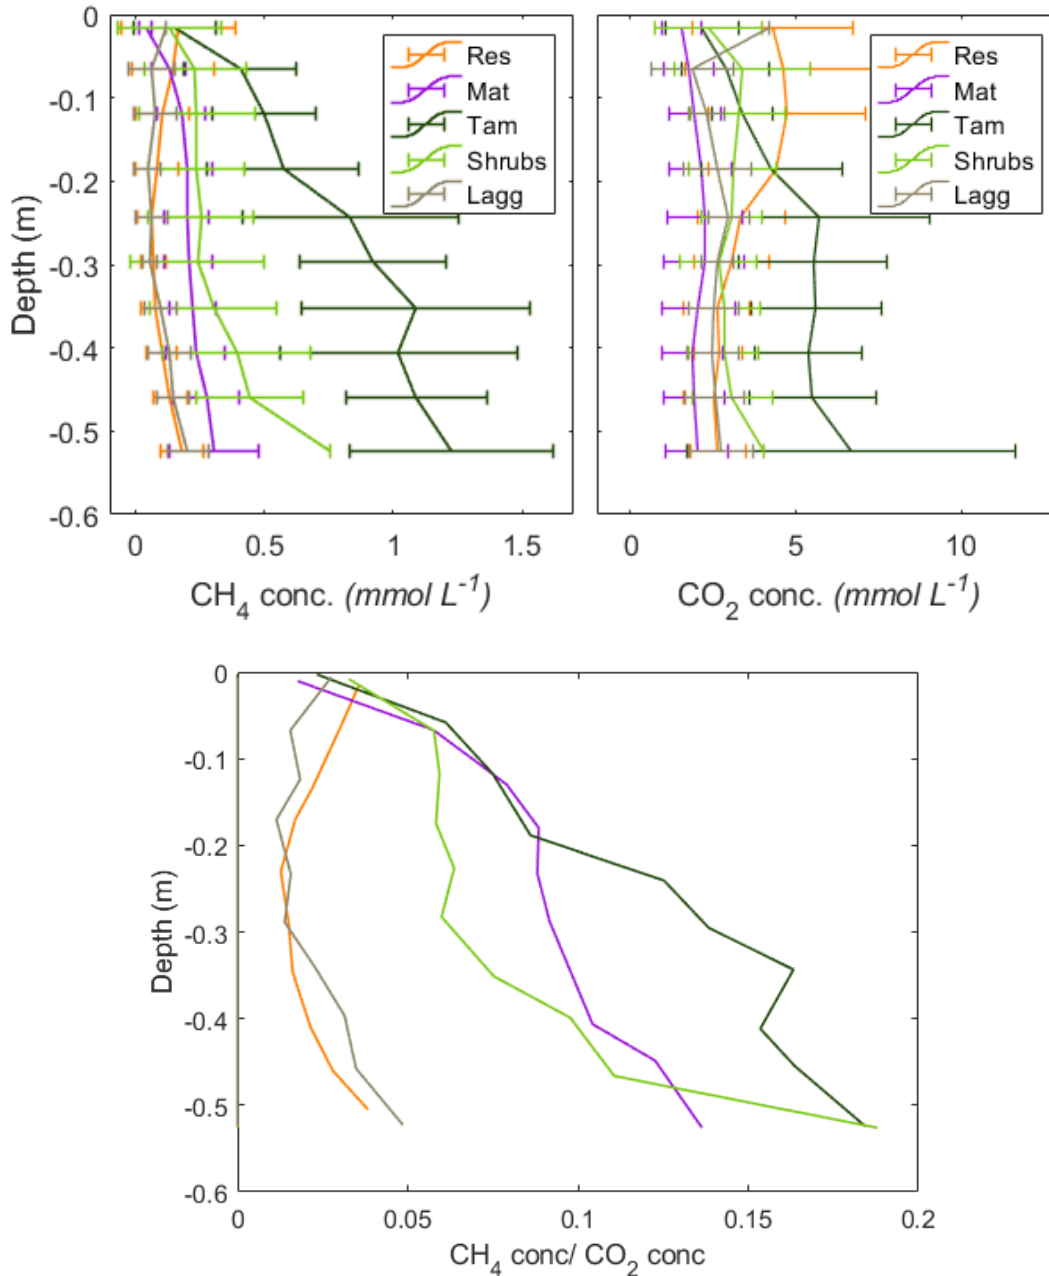 0
-0.1
-0.2
-0.3
-0.4
-0.5
-0.6
Depth (m)
Res
Mat
Tam
Shrubs
Lagg
0 0.5 1 1.5
CH4 conc. (mmol L-1)
Res
Mat
Tam
Shrubs
Lagg
0 5 10
CO2 conc. (mmol L-1)
0
-0.1
-0.2
-0.3
-0.4
-0.5
-0.6
Depth (m)
0 0.05 0.1 0.15 0.2
CH4 conc/ CO2 conc